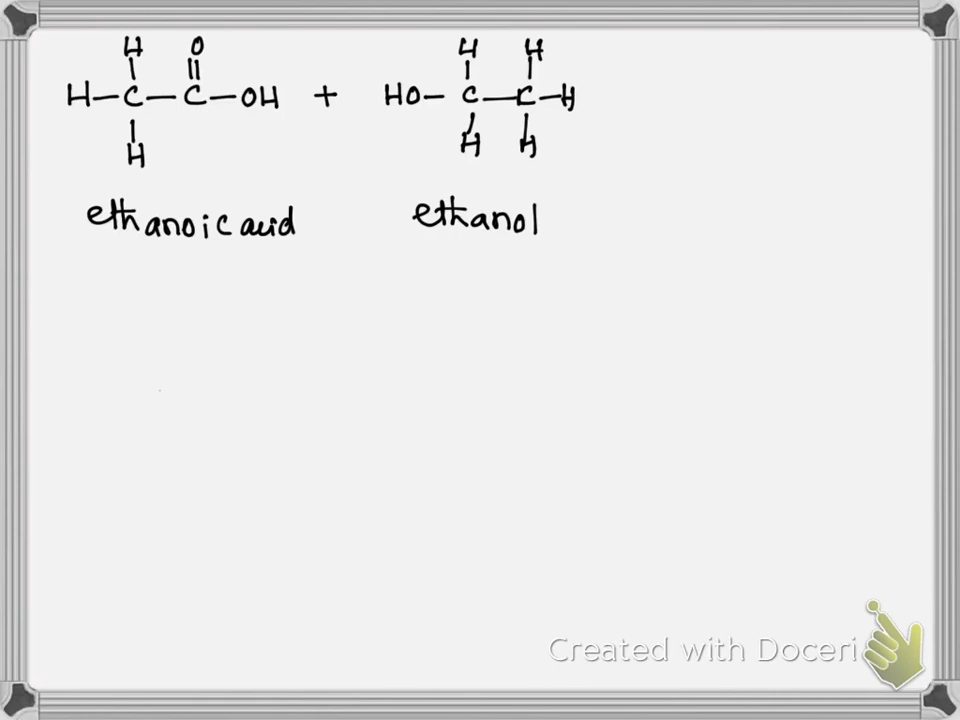 H O H H
H—C—C—OH + HO—C—C—H
H H H
ethanoic acid ethanol
Created with Doceri